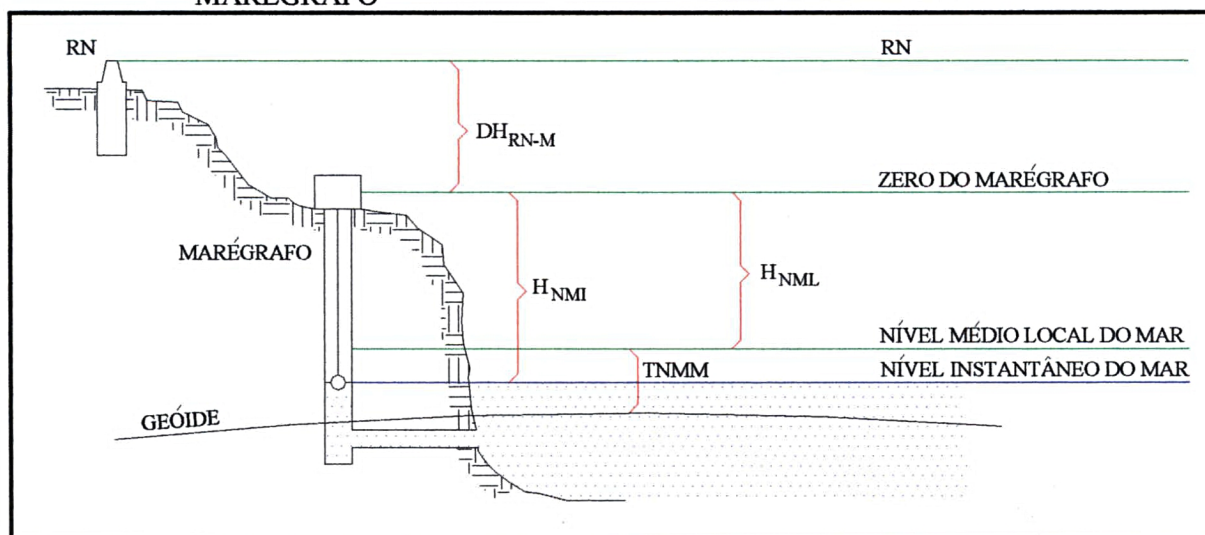 MARÉGRAFO
RN
RN
DH RN-M
ZERO DO MARÉGRAFO
MARÉGRAFO
H NMI
H NML
NÍVEL MÉDIO LOCAL DO MAR
TNMM
NÍVEL INSTANTÂNEO DO MAR
GEÓIDE